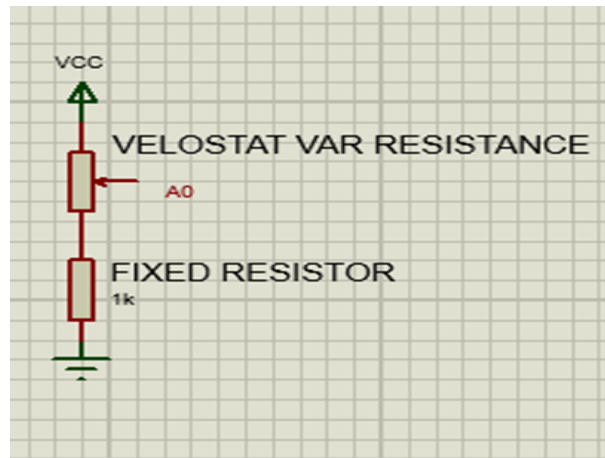 VCC
VELOSTAT VAR RESISTANCE
A0
FIXED RESISTOR
1k